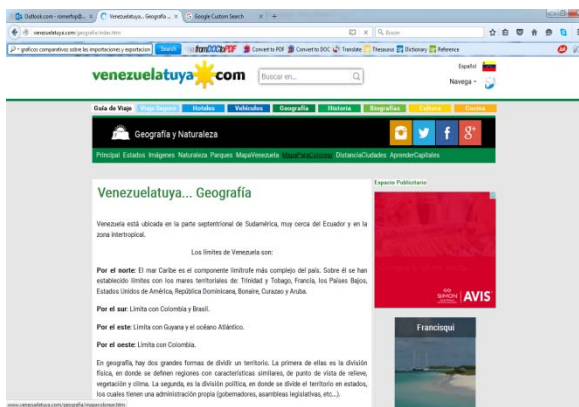 Outlook.com - romerfsp@...
Venezuelatuya... Geografía ...
Google Custom Search
venezuelatuya.com/geografia/index.htm
Buscar
graficos comparativos sobre las importaciones y exportacion
Search
fromDOCtoPDF
Convert to PDF
Convert to DOC
Translate
Thesaurus
Dictionary
Reference
venezuelatuya.com
Buscar en...
Español
Navega
Guía de Viaje
Viaje Seguro
Hoteles
Vehículos
Geografía
Historia
Biografías
Cultura
Cocina
Geografía y Naturaleza
Principal Estados Imágenes Naturaleza Parques MapaVenezuela MapaParaColorear DistanciaCiudades AprenderCapitales
Espacio Publicitario
Venezuelatuya... Geografía
Venezuela está ubicada en la parte septentrional de Sudamérica, muy cerca del Ecuador y en la
zona intertropical.
Los límites de Venezuela son:
Por el norte: El mar Caribe es el componente limítrofe más complejo del país. Sobre él se han
establecido límites con los mares territoriales de: Trinidad y Tobago, Francia, los Países Bajos,
Estados Unidos de América, República Dominicana, Bonaire, Curazao y Aruba.
Por el sur: Limita con Colombia y Brasil.
Por el este: Limita con Guyana y el océano Atlántico.
Por el oeste: Limita con Colombia.
En geografía, hay dos grandes formas de dividir un territorio. La primera de ellas es la división
física, en donde se definen regiones con características similares, de punto de vista de relieve,
vegetación y clima. La segunda, es la división política, en donde se divide el territorio en estados,
los cuales tienen una administración propia (gobernadores, asambleas legislativas, etc...).
SIMON
AVIS
Francisqui
www.venezuelatuya.com/geografia/mapacolorear.htm